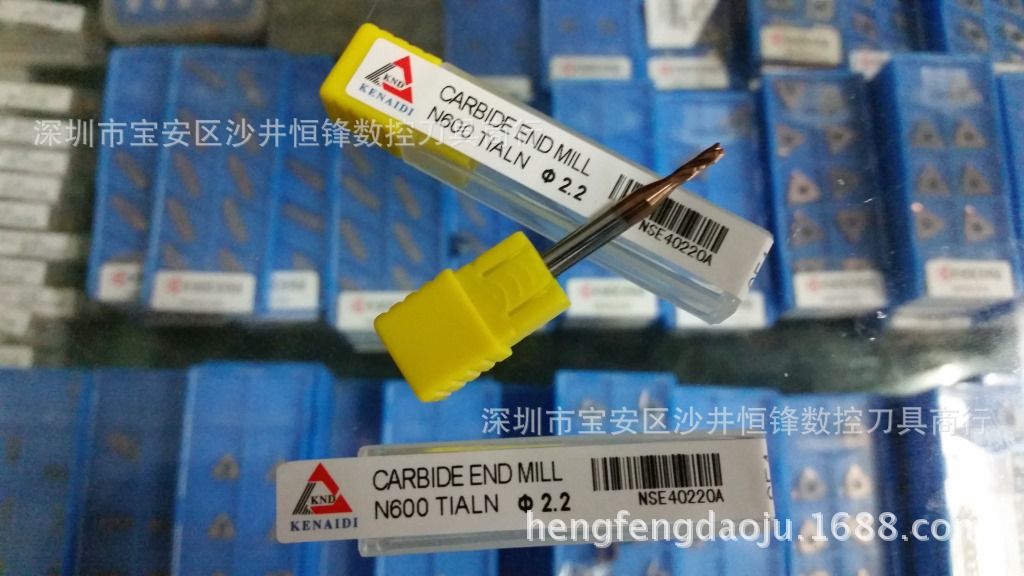 KND
KENAIDI
CARBIDE END MILL
N600 TiALN Φ 2.2
NSE40220A
深圳市宝安区沙井恒锋数控刀具商
深圳市宝安区沙井恒锋数控刀具商行
KND
KENAIDI
CARBIDE END MILL
N600 TIALN Φ 2.2
NSE40220A
hengfengdaoju.1688.com